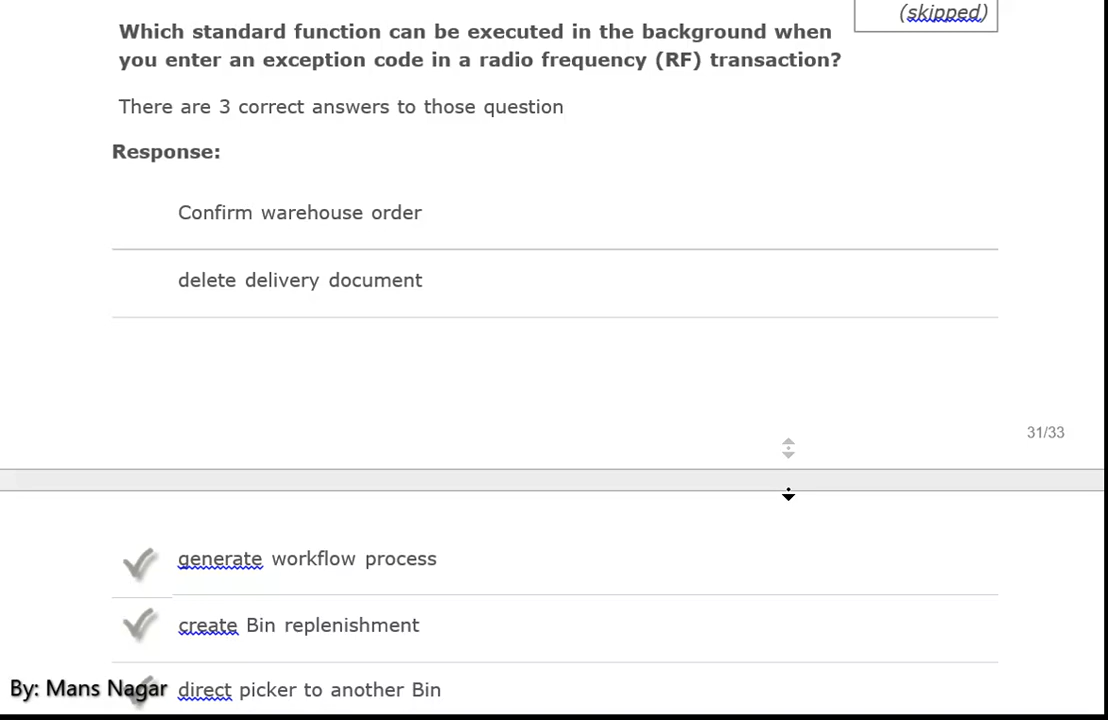 (skipped)
Which standard function can be executed in the background when
you enter an exception code in a radio frequency (RF) transaction?
There are 3 correct answers to those question
Response:
Confirm warehouse order
delete delivery document
31/33
generate workflow process
create Bin replenishment
direct picker to another Bin
By: Mans Nagar